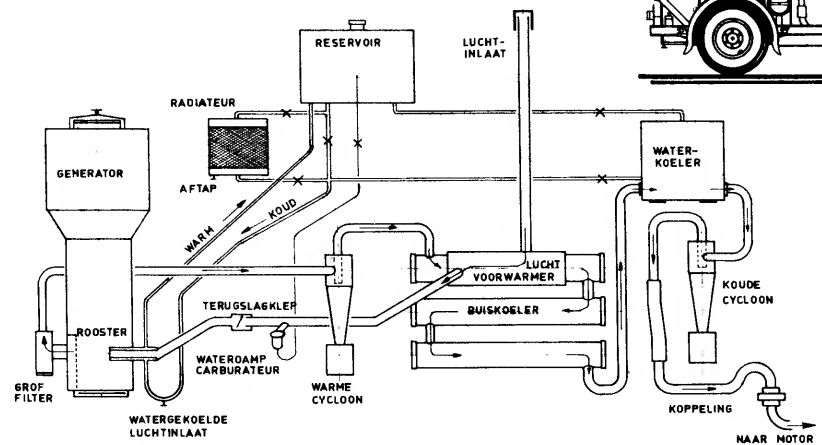 RESERVOIR
LUCHT-
INLAAT
RADIATEUR
WATER-
KOELER
GENERATOR
AFTAP
WARM
KOUD
LUCHT
VOORWARMER
KOUDE
CYCLOON
TERUGSLAGKLEP
BUISKOELER
ROOSTER
WATERDAMP
CARBURATEUR
GROF
FILTER
WARME
CYCLOON
WATERGEKOELDE
LUCHTINLAAT
KOPPELING
NAAR MOTOR